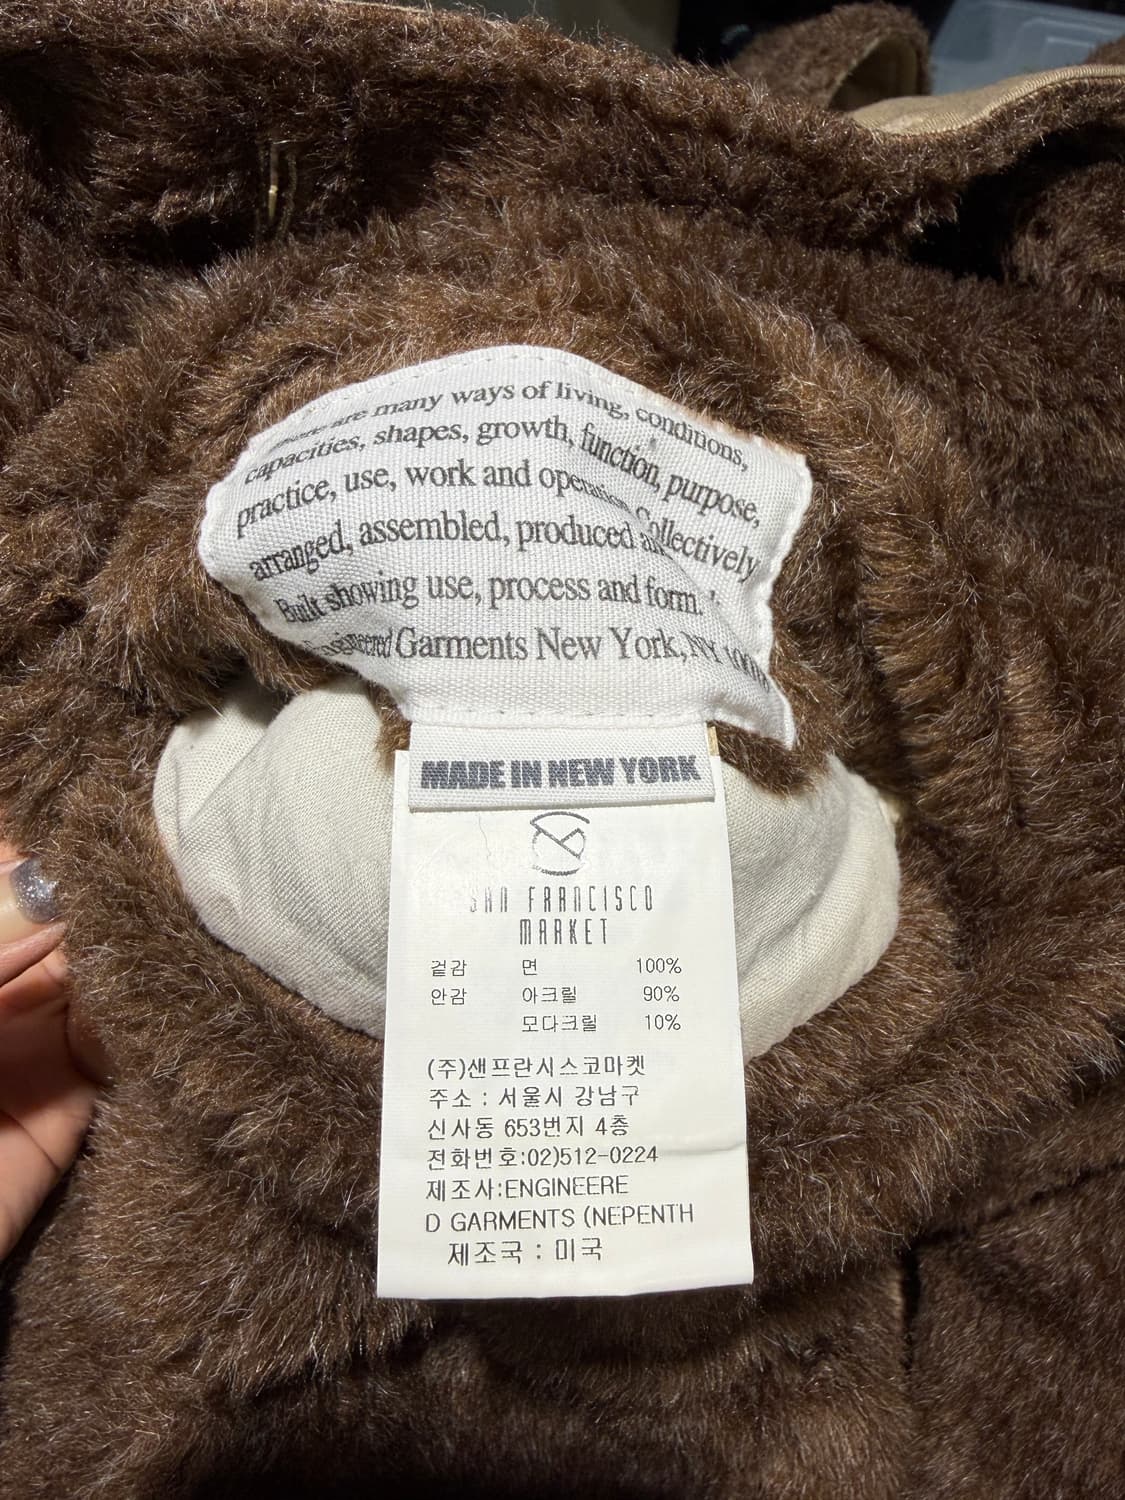 are many ways of living, conditions,
capacities, shapes, growth, function, purpose,
practice, use, work and operation. Collectively
arranged, assembled, produced
Built showing use, process and form.
Engineered Garments New York, NY
MADE IN NEW YORK
SAN FRANCISCO
MARKET
겉감 면 100%
안감 아크릴 90%
모다크릴 10%
(주)샌프란시스코마켓
주소 : 서울시 강남구
신사동 653번지 4층
전화번호:02)512-0224
제조사:ENGINEERE
D GARMENTS (NEPENTH
제조국 : 미국